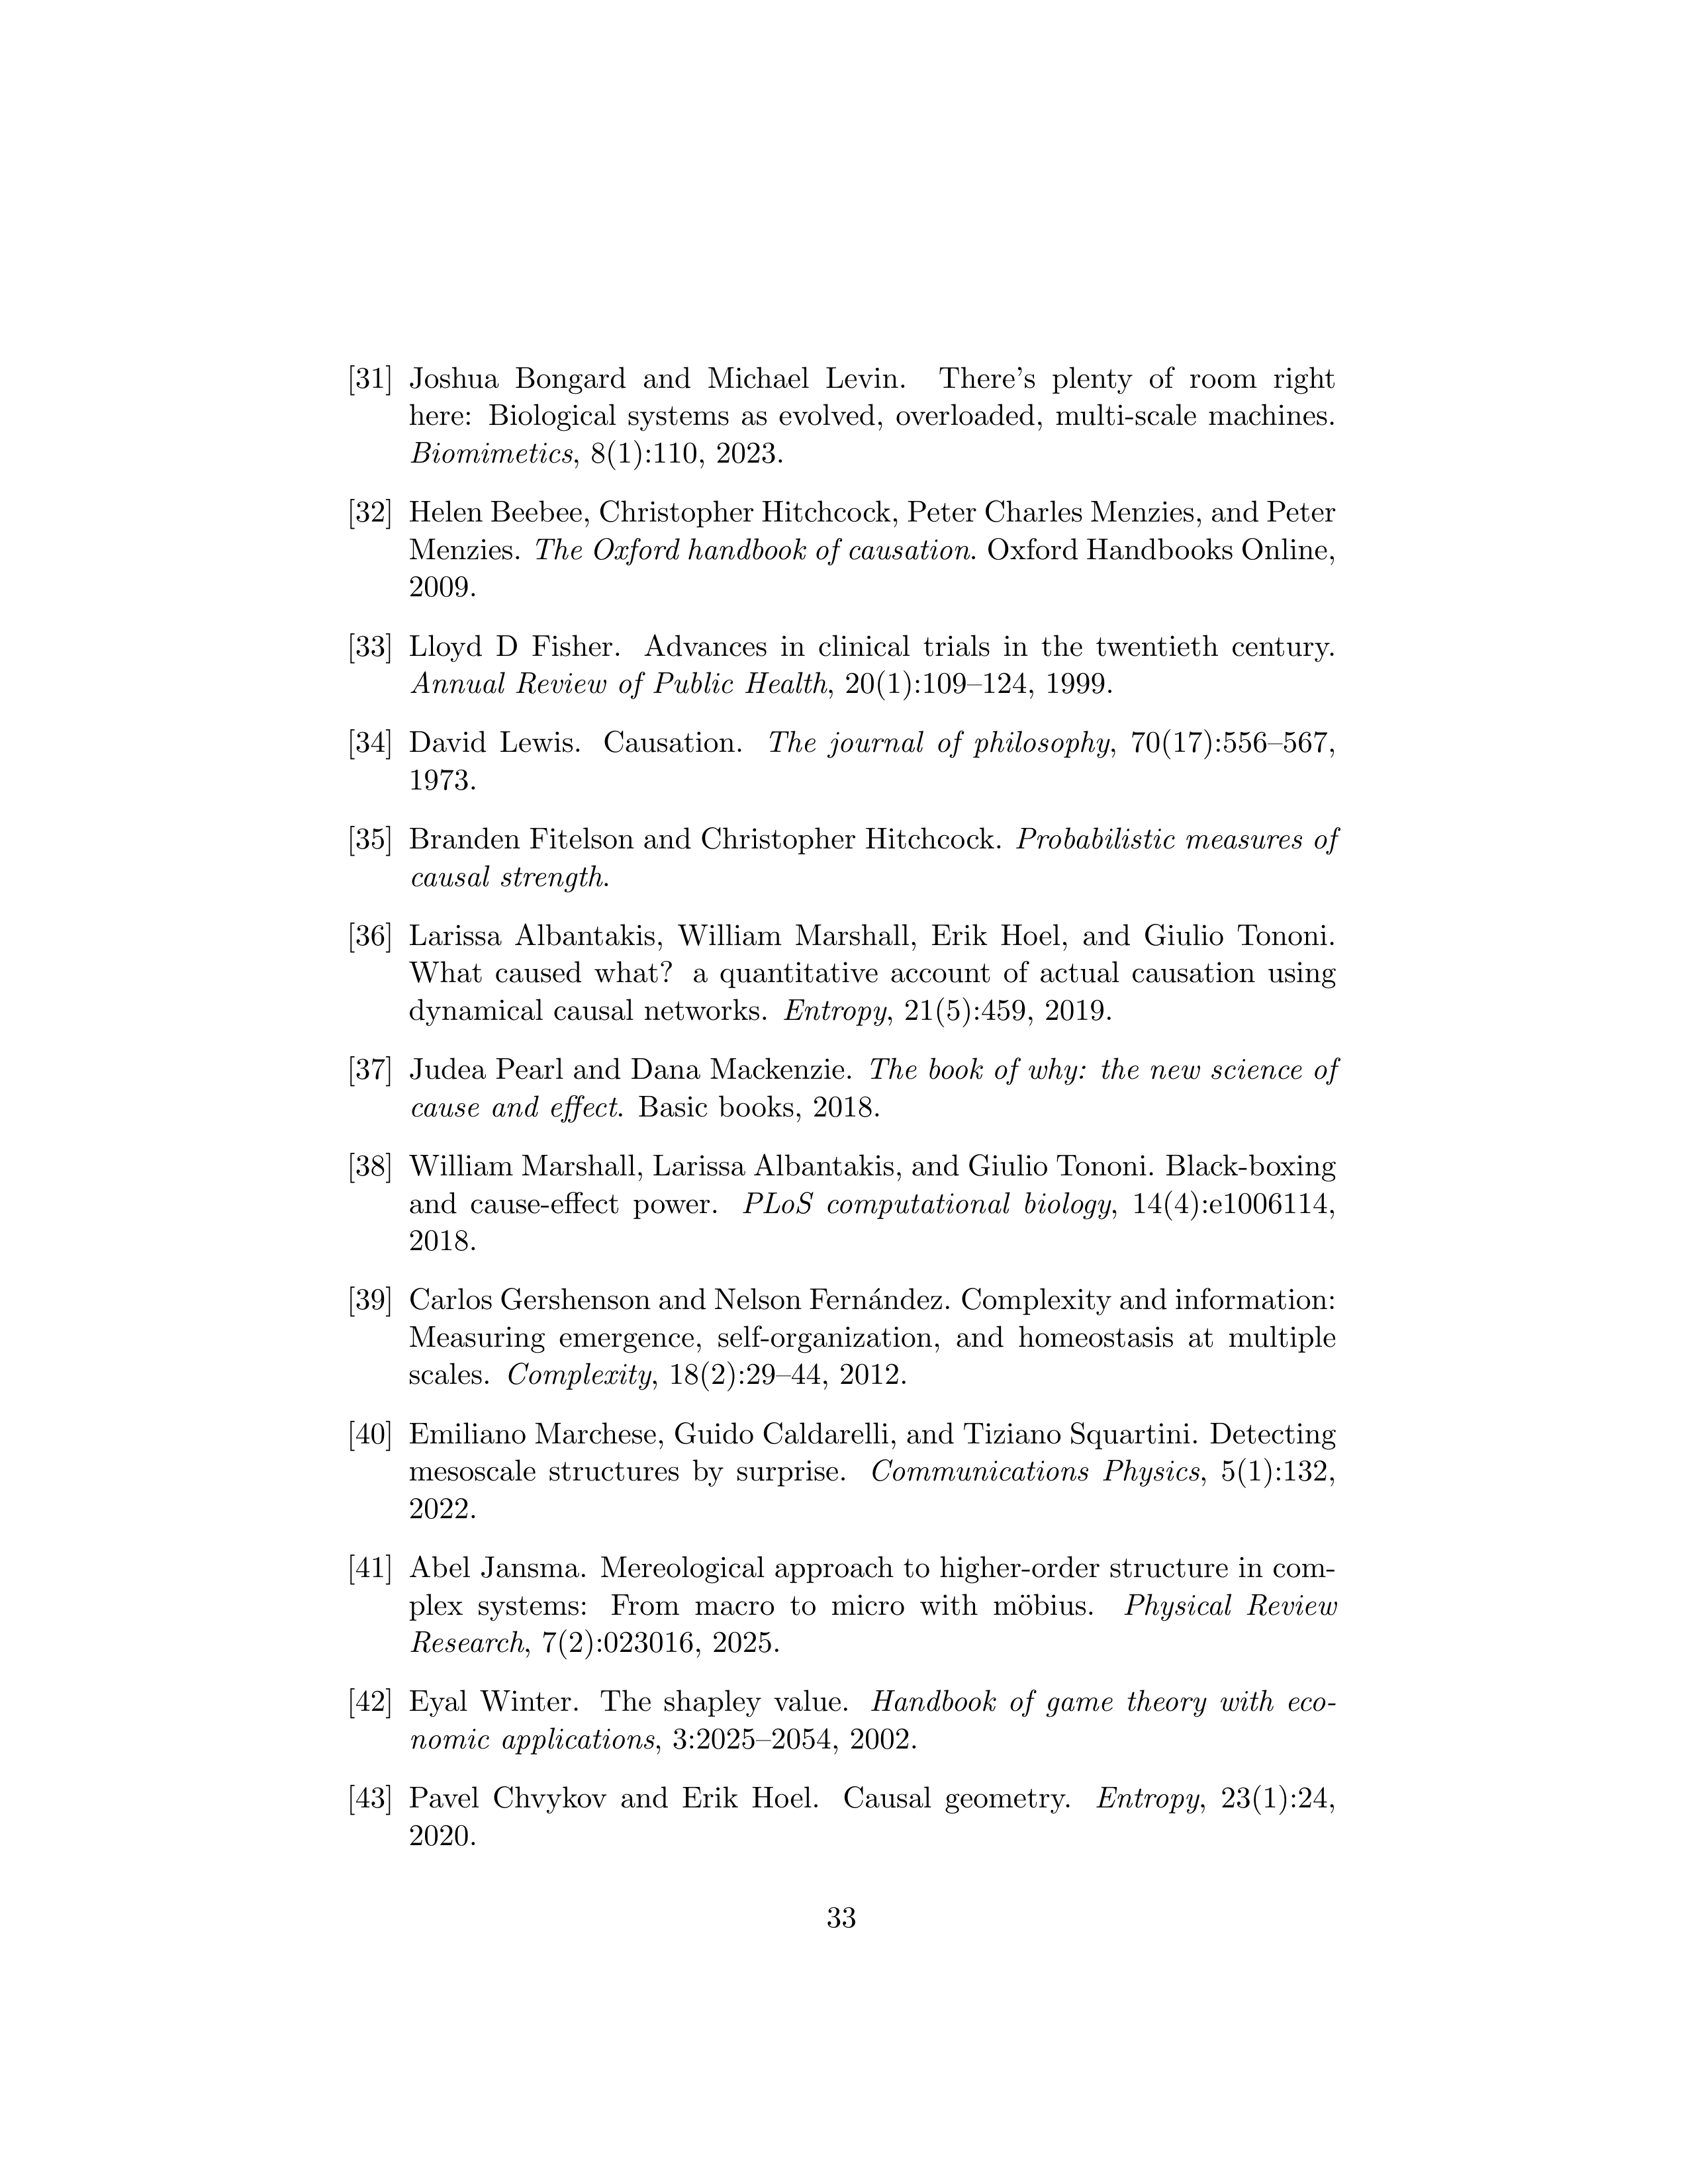 [31] Joshua Bongard and Michael Levin. There's plenty of room right
here: Biological systems as evolved, overloaded, multi-scale machines.
Biomimetics, 8(1):110, 2023.
[32] Helen Beebee, Christopher Hitchcock, Peter Charles Menzies, and Peter
Menzies. The Oxford handbook of causation. Oxford Handbooks Online,
2009.
[33] Lloyd D Fisher. Advances in clinical trials in the twentieth century.
Annual Review of Public Health, 20(1):109–124, 1999.
[34] David Lewis. Causation. The journal of philosophy, 70(17):556–567,
1973.
[35] Branden Fitelson and Christopher Hitchcock. Probabilistic measures of
causal strength.
[36] Larissa Albantakis, William Marshall, Erik Hoel, and Giulio Tononi.
What caused what? a quantitative account of actual causation using
dynamical causal networks. Entropy, 21(5):459, 2019.
[37] Judea Pearl and Dana Mackenzie. The book of why: the new science of
cause and effect. Basic books, 2018.
[38] William Marshall, Larissa Albantakis, and Giulio Tononi. Black-boxing
and cause-effect power. PLoS computational biology, 14(4):e1006114,
2018.
[39] Carlos Gershenson and Nelson Fernández. Complexity and information:
Measuring emergence, self-organization, and homeostasis at multiple
scales. Complexity, 18(2):29–44, 2012.
[40] Emiliano Marchese, Guido Caldarelli, and Tiziano Squartini. Detecting
mesoscale structures by surprise. Communications Physics, 5(1):132,
2022.
[41] Abel Jansma. Mereological approach to higher-order structure in com-
plex systems: From macro to micro with möbius. Physical Review
Research, 7(2):023016, 2025.
[42] Eyal Winter. The shapley value. Handbook of game theory with eco-
nomic applications, 3:2025–2054, 2002.
[43] Pavel Chvykov and Erik Hoel. Causal geometry. Entropy, 23(1):24,
2020.
33